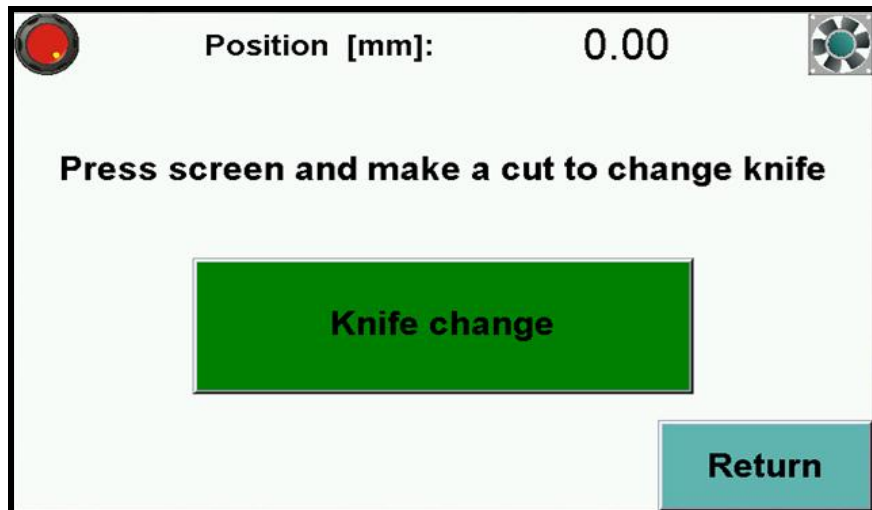 Position [mm]: 0.00
Press screen and make a cut to change knife
Knife change
Return